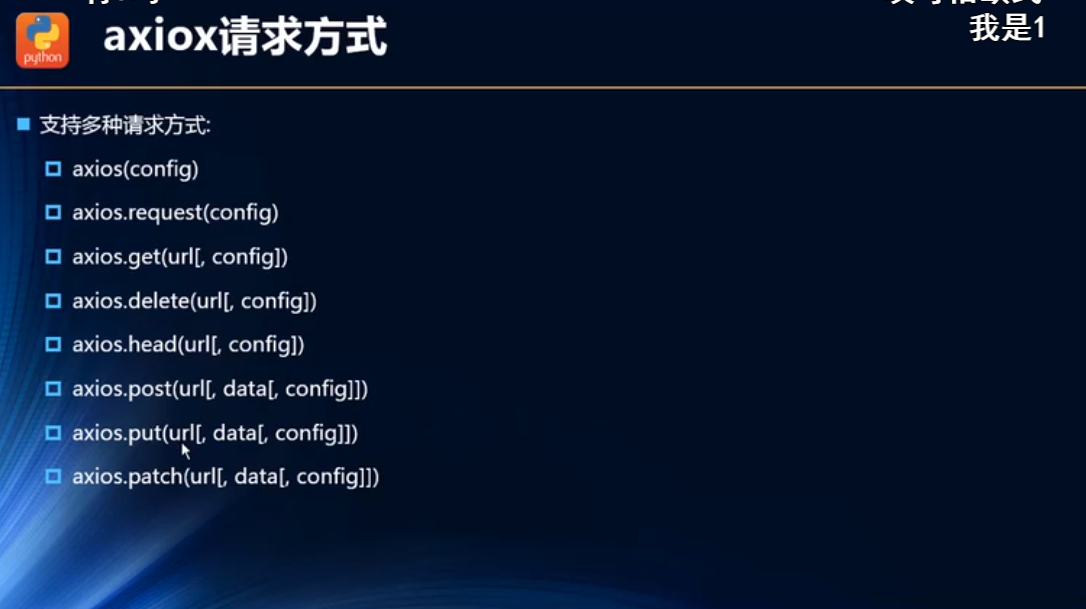 我是1
python
axiox请求方式
支持多种请求方式:
axios(config)
axios.request(config)
axios.get(url[, config])
axios.delete(url[, config])
axios.head(url[, config])
axios.post(url[, data[, config]])
axios.put(url[, data[, config]])
axios.patch(url[, data[, config]])